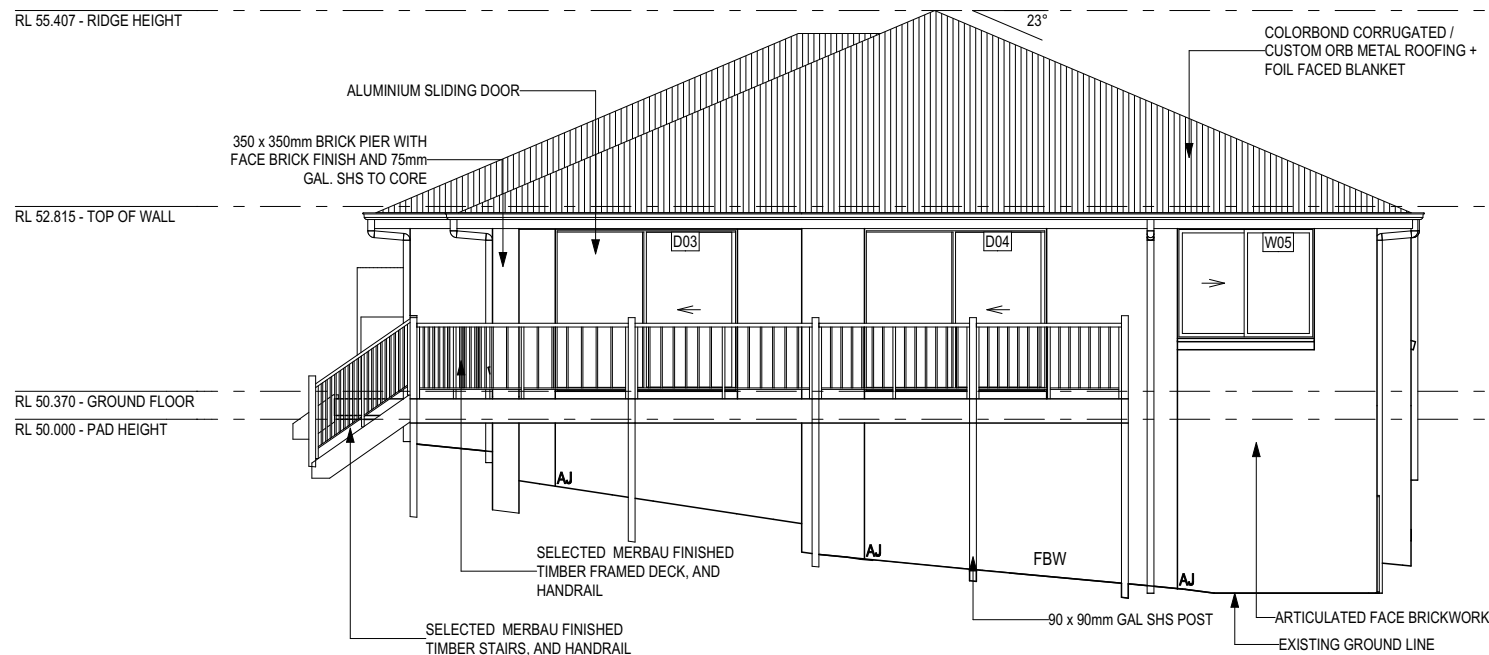 RL 55.407 - RIDGE HEIGHT
23°
COLORBOND CORRUGATED /
CUSTOM ORB METAL ROOFING +
FOIL FACED BLANKET
ALUMINIUM SLIDING DOOR
350 x 350mm BRICK PIER WITH
FACE BRICK FINISH AND 75mm
GAL. SHS TO CORE
RL 52.815 - TOP OF WALL
D03
D04
W05
RL 50.370 - GROUND FLOOR
RL 50.000 - PAD HEIGHT
AJ
AJ
FBW
AJ
SELECTED MERBAU FINISHED
TIMBER FRAMED DECK, AND
HANDRAIL
SELECTED MERBAU FINISHED
TIMBER STAIRS, AND HANDRAIL
90 x 90mm GAL SHS POST
ARTICULATED FACE BRICKWORK
EXISTING GROUND LINE